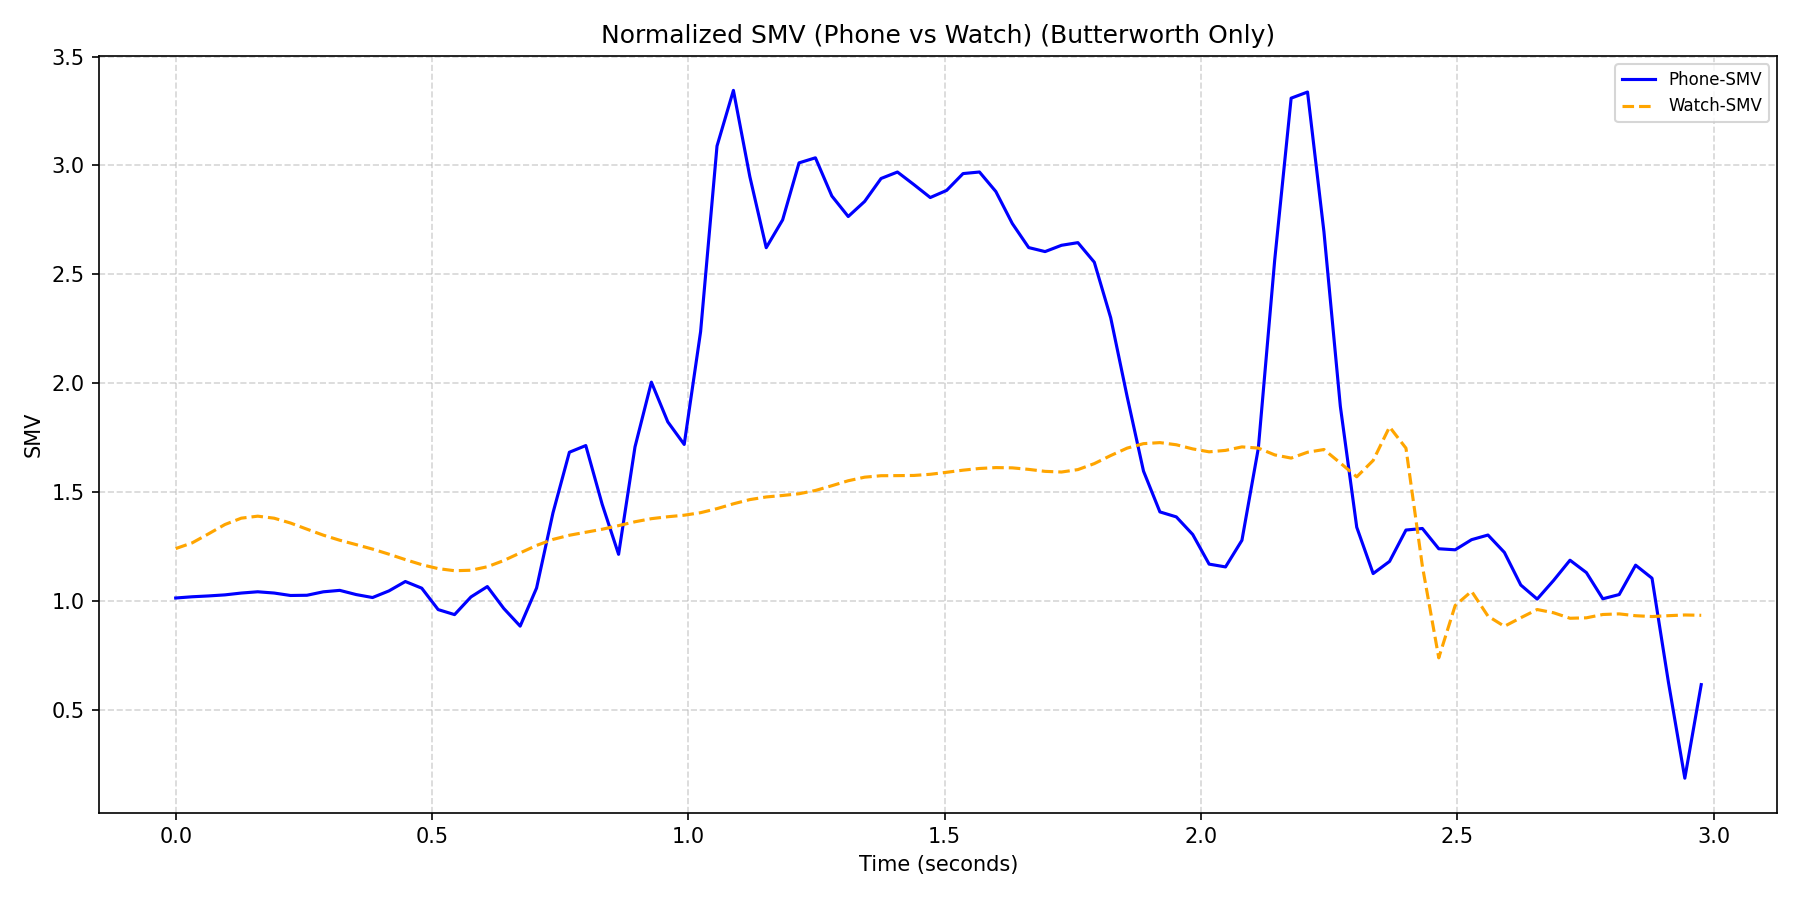 Normalized SMV (Phone vs Watch) (Butterworth Only)
Phone-SMV
Watch-SMV
3.5
3.0
2.5
2.0
1.5
1.0
0.5
SMV
0.0 0.5 1.0 1.5 2.0 2.5 3.0
Time (seconds)